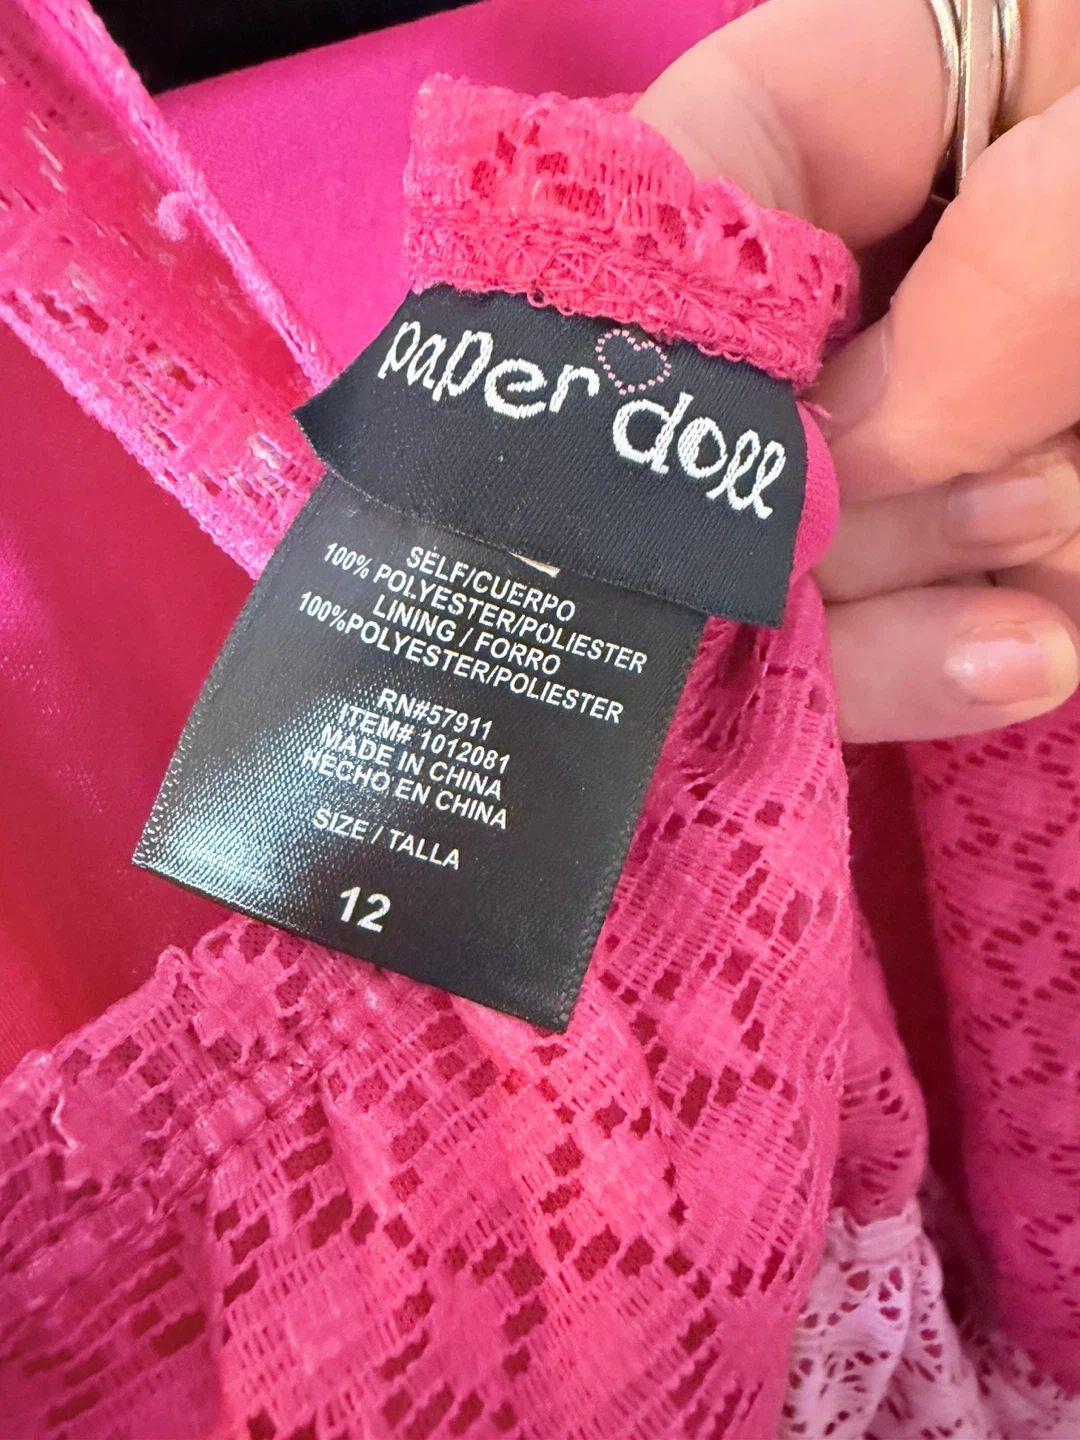 paper doll
SELF/CUERPO
100% POLYESTER/POLIESTER
LINING / FORRO
100%POLYESTER/POLIESTER
RN#57911
ITEM# 1012081
MADE IN CHINA
HECHO EN CHINA
SIZE / TALLA
12